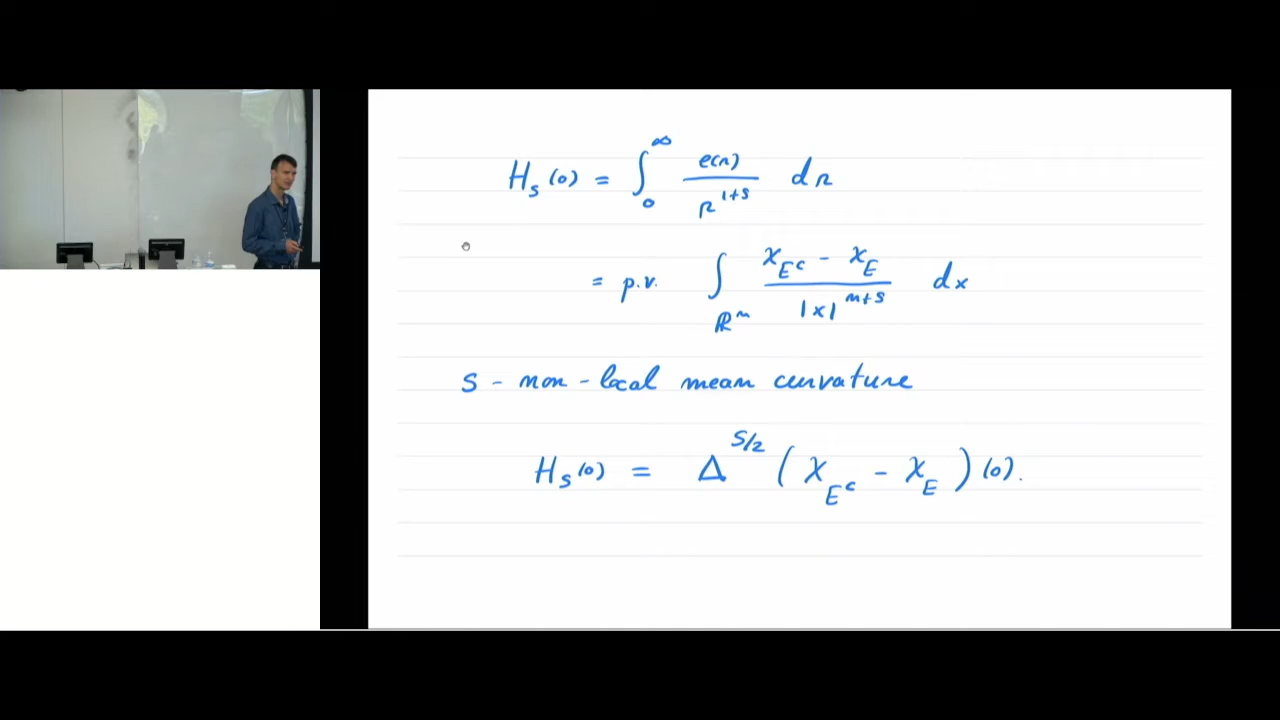 H_s(0) = ∫_0^∞ e(r)/r^{1+s} dr
= p.v. ∫_{ℝ^n} (χ_{E^c} - χ_E)/|x|^{n+s} dx
s - non-local mean curvature
H_s(0) = Δ^{s/2} (χ_{E^c} - χ_E)(0).